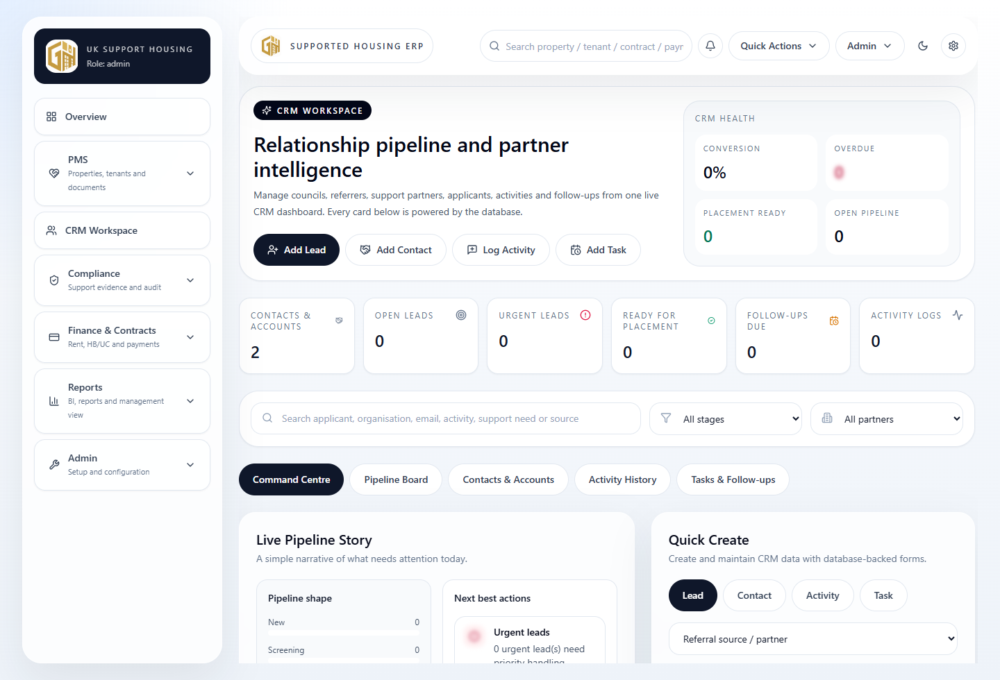 UK SUPPORT HOUSING
Role: admin
Overview
PMS
Properties, tenants and
documents
CRM Workspace
Compliance
Support evidence and audit
Finance & Contracts
Rent, HB/UC and payments
Reports
BI, reports and management
view
Admin
Setup and configuration
SUPPORTED HOUSING ERP
Search property / tenant / contract / payr
Quick Actions
Admin
CRM WORKSPACE
Relationship pipeline and partner
intelligence
Manage councils, referrers, support partners, applicants, activities and follow-ups from one live
CRM dashboard. Every card below is powered by the database.
Add Lead
Add Contact
Log Activity
Add Task
CRM HEALTH
CONVERSION
0%
OVERDUE
PLACEMENT READY
0
OPEN PIPELINE
0
CONTACTS &
ACCOUNTS
2
OPEN LEADS
0
URGENT LEADS
0
READY FOR
PLACEMENT
0
FOLLOW-UPS
DUE
0
ACTIVITY LOGS
0
Search applicant, organisation, email, activity, support need or source
All stages
All partners
Command Centre
Pipeline Board
Contacts & Accounts
Activity History
Tasks & Follow-ups
Live Pipeline Story
A simple narrative of what needs attention today.
Pipeline shape
New 0
Screening 0
Next best actions
Urgent leads
0 urgent lead(s) need
priority handling
Quick Create
Create and maintain CRM data with database-backed forms.
Lead
Contact
Activity
Task
Referral source / partner